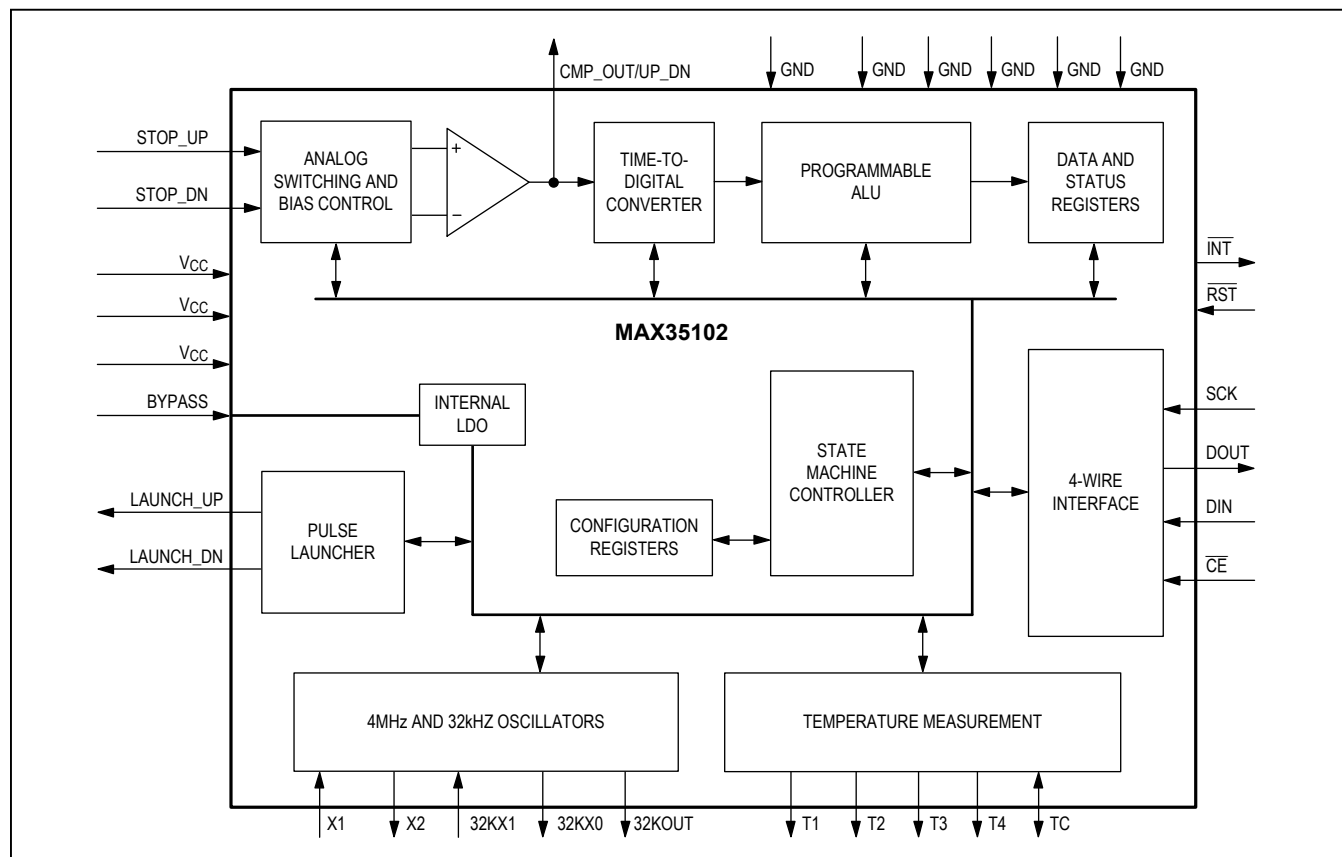 CMP_OUT/UP_DN
GND
GND
GND
GND
GND
GND
STOP_UP
STOP_DN
ANALOG
SWITCHING AND
BIAS CONTROL
+
−
TIME-TO-
DIGITAL
CONVERTER
PROGRAMMABLE
ALU
DATA AND
STATUS
REGISTERS
VCC
VCC
VCC
BYPASS
INT
RST
MAX35102
INTERNAL
LDO
STATE
MACHINE
CONTROLLER
CONFIGURATION
REGISTERS
4-WIRE
INTERFACE
SCK
DOUT
DIN
CE
LAUNCH_UP
LAUNCH_DN
PULSE
LAUNCHER
4MHz AND 32kHZ OSCILLATORS
TEMPERATURE MEASUREMENT
X1
X2
32KX1
32KX0
32KOUT
T1
T2
T3
T4
TC